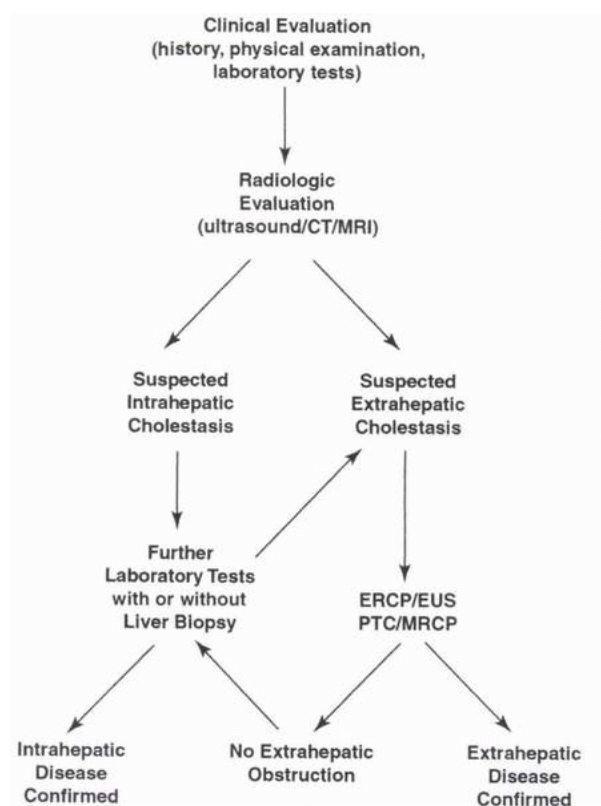 Clinical Evaluation
(history, physical examination,
laboratory tests)
Radiologic
Evaluation
(ultrasound/CT/MRI)
Suspected
Intrahepatic
Cholestasis
Suspected
Extrahepatic
Cholestasis
Further
Laboratory Tests
with or without
Liver Biopsy
ERCP/EUS
PTC/MRCP
Intrahepatic
Disease
Confirmed
No Extrahepatic
Obstruction
Extrahepatic
Disease
Confirmed